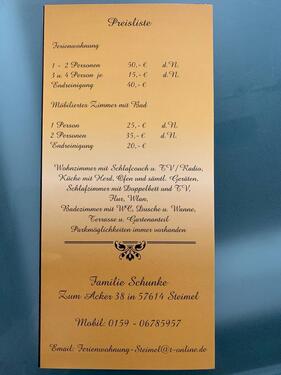 Preisliste
Ferienwohnung
1 - 2 Personen 50,- € d.N.
3 u 4 Person je 15,- € d.N.
Endreinigung 40,- €
Möbiliertes Zimmer mit Bad
1 Person 25,- € d.N.
2 Personen 35,- € d.N.
Endreinigung 20,- €
Wohnzimmer mit Schlafcouch u. TV / Radio,
Küche mit Herd, Ofen und sämtl. Geräten,
Schlafzimmer mit Doppelbett und TV,
Flur, Wlan,
Badezimmer mit WC, Dusche u. Wanne,
Terrasse u. Gartenanteil
Parkmöglichkeiten immer vorhanden
Familie Schunke
Zum Acker 38 in 57614 Steimel
Mobil: 0159 - 06785957
Email: Ferienwohnung-Steimel@t-online.de